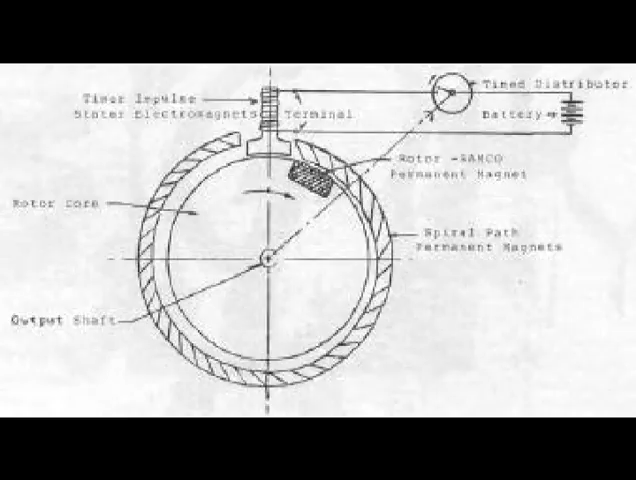 Timed Distributor
Timer Impulse
Stator Electromagnets
Terminal
Battery
Rotor
Permanent Magnet
Rotor Core
Spiral Path
Permanent Magnets
Output Shaft